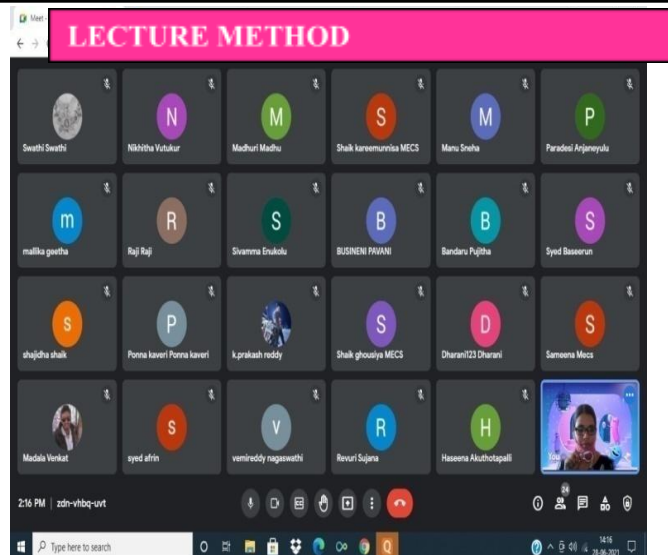 Meet -
LECTURE METHOD
N
M
S
M
P
Swathi Swathi
Nikhitha Vutukur
Madhuri Madhu
Shaik kareemunnisa MECS
Manu Sneha
Paradesi Anjaneyulu
m
R
S
B
B
S
mallika geetha
Raji Raji
Sivamma Enukolu
BUSINENI PAVANI
Bandaru Pujitha
Syed Baseerun
S
P
S
D
S
shajidha shaik
Ponna kaveri Ponna kaveri
k.prakash reddy
Shaik ghousiya MECS
Dharani123 Dharani
Sameena Mecs
S
V
R
H
Madala Venkat
syed afrin
vemireddy nagaswathi
Revuri Sujana
Haseena Akuthotapalli
You
2:16 PM | zdn-vhbq-uvt
24
Type here to search
14:16
28-06-2021